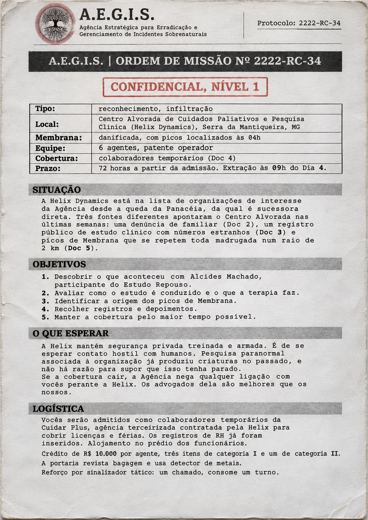 A.E.G.I.S.
Agência Estratégica para Erradicação e
Gerenciamento de Incidentes Sobrenaturais
Protocolo: 2222-RC-34
A.E.G.I.S. | ORDEM DE MISSÃO Nº 2222-RC-34
CONFIDENCIAL, NÍVEL 1
Tipo: reconhecimento, infiltração
Local: Centro Alvorada de Cuidados Paliativos e Pesquisa
Clínica (Helix Dynamics), Serra da Mantiqueira, MG
Membrana: danificada, com picos localizados às 04h
Equipe: 6 agentes, patente operador
Cobertura: colaboradores temporários (Doc 4)
Prazo: 72 horas a partir da admissão. Extração às 09h do Dia 4.
SITUAÇÃO
A Helix Dynamics está na lista de organizações de interesse
da Agência desde a queda da Panacéia, da qual é sucessora
direta. Três fontes diferentes apontaram o Centro Alvorada nas
últimas semanas: uma denúncia de familiar (Doc 2), um registro
público de estudo clínico com números estranhos (Doc 3) e
picos de Membrana que se repetem toda madrugada num raio de
2 km (Doc 5).
OBJETIVOS
1. Descobrir o que aconteceu com Alcides Machado,
participante do Estudo Repouso.
2. Avaliar como o estudo é conduzido e o que a terapia faz.
3. Identificar a origem dos picos de Membrana.
4. Recolher registros e depoimentos.
5. Manter a cobertura pelo maior tempo possível.
O QUE ESPERAR
A Helix mantém segurança privada treinada e armada. É de se
esperar contato hostil com humanos. Pesquisa paranormal
associada à organização já produziu criaturas no passado, e
não há razão para supor que isso tenha parado.
Se a cobertura cair, a Agência nega qualquer ligação com
vocês perante a Helix. Os advogados dela são melhores que os
nossos.
LOGÍSTICA
Vocês serão admitidos como colaboradores temporários da
Cuidar Plus, agência terceirizada contratada pela Helix para
cobrir licenças e férias. Os registros de RH já foram
inseridos. Alojamento no prédio dos funcionários.
Crédito de R$ 10.000 por agente, três itens de categoria I e um de categoria II.
A portaria revista bagagem e usa detector de metais.
Reforço por sinalizador tático: um chamado, consome um turno.